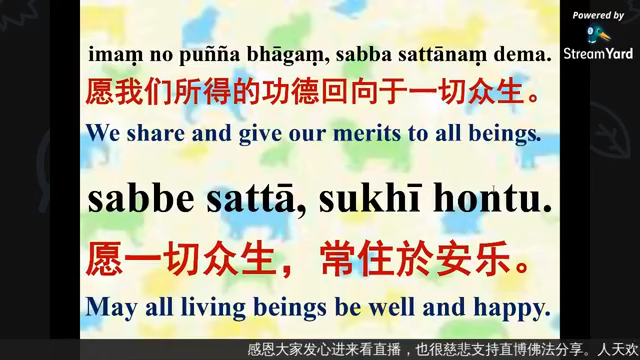 Powered by
StreamYard
imaṃ no puñña bhāgaṃ, sabba sattānaṃ dema.
愿我们所得的功德回向于一切众生。
We share and give our merits to all beings.
sabbe sattā, sukhī hontu.
愿一切众生，常住於安乐。
May all living beings be well and happy.
感恩大家发心进来看直播，也很慈悲支持直博佛法分享。人天欢